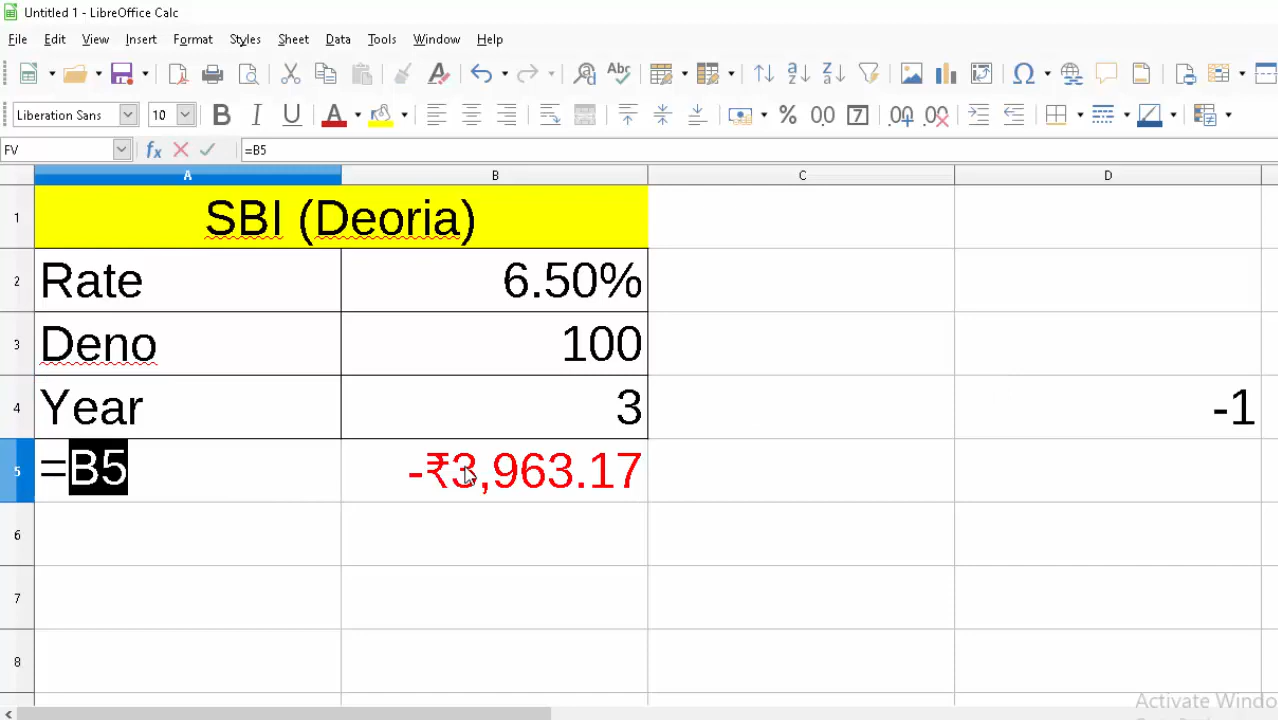 Untitled 1 - LibreOffice Calc
File Edit View Insert Format Styles Sheet Data Tools Window Help
Liberation Sans 10
FV =B5
A B C D
1 SBI (Deoria)
2 Rate 6.50%
3 Deno 100
4 Year 3 -1
5 =B5 -₹3,963.17
6
7
8
Activate Windo